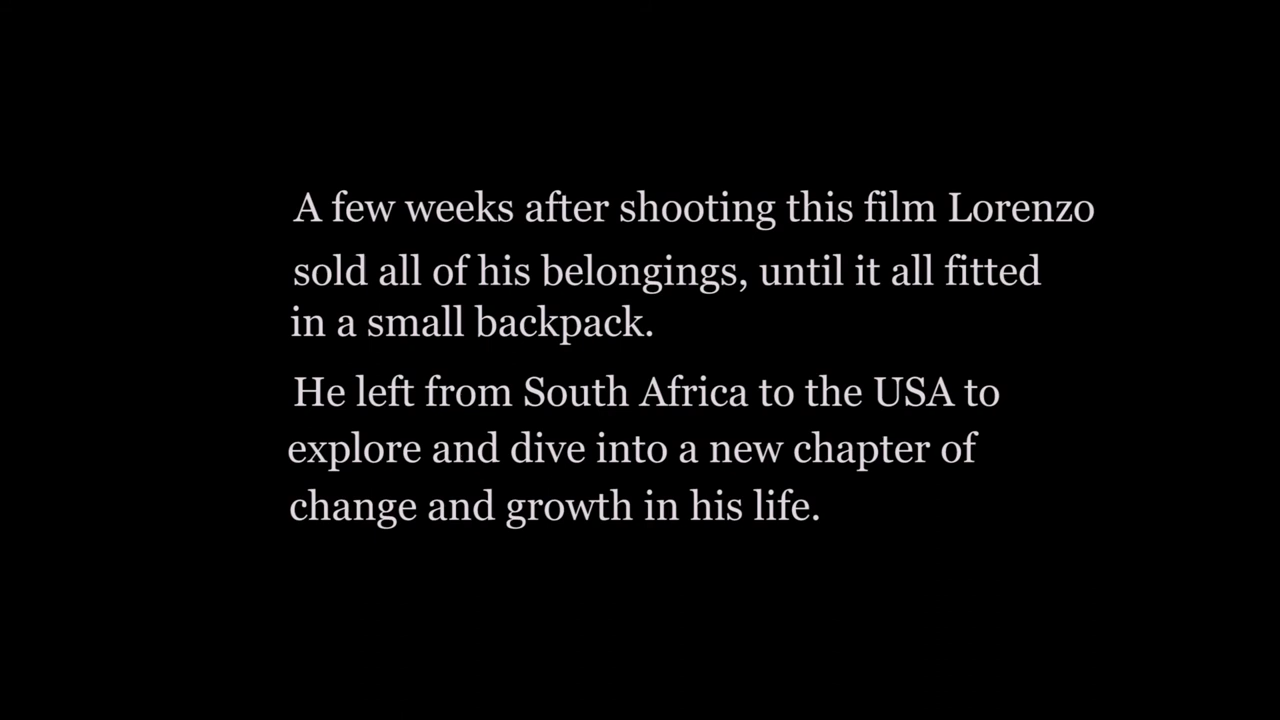 A few weeks after shooting this film Lorenzo
sold all of his belongings, until it all fitted
in a small backpack.
He left from South Africa to the USA to
explore and dive into a new chapter of
change and growth in his life.